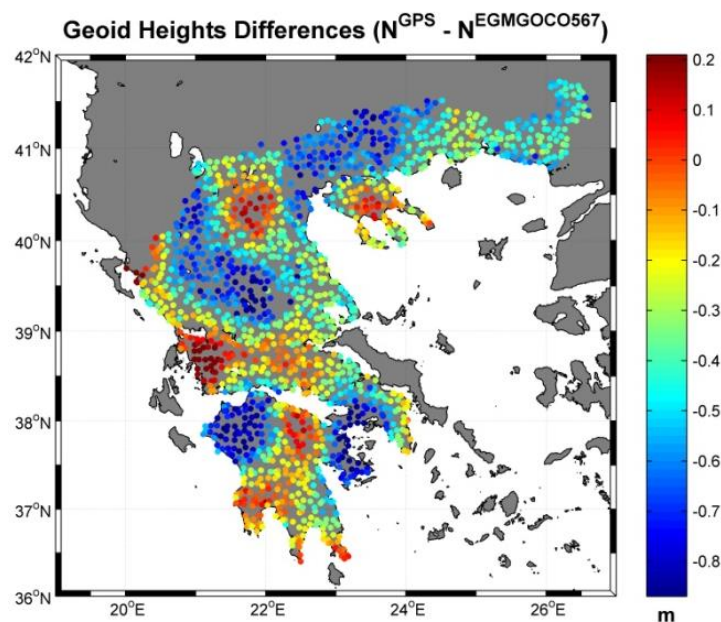 Geoid Heights Differences (N^GPS - N^EGMGOCO567)
42°N
41°N
40°N
39°N
38°N
37°N
36°N
20°E 22°E 24°E 26°E
0.2
0.1
0
-0.1
-0.2
-0.3
-0.4
-0.5
-0.6
-0.7
-0.8
m